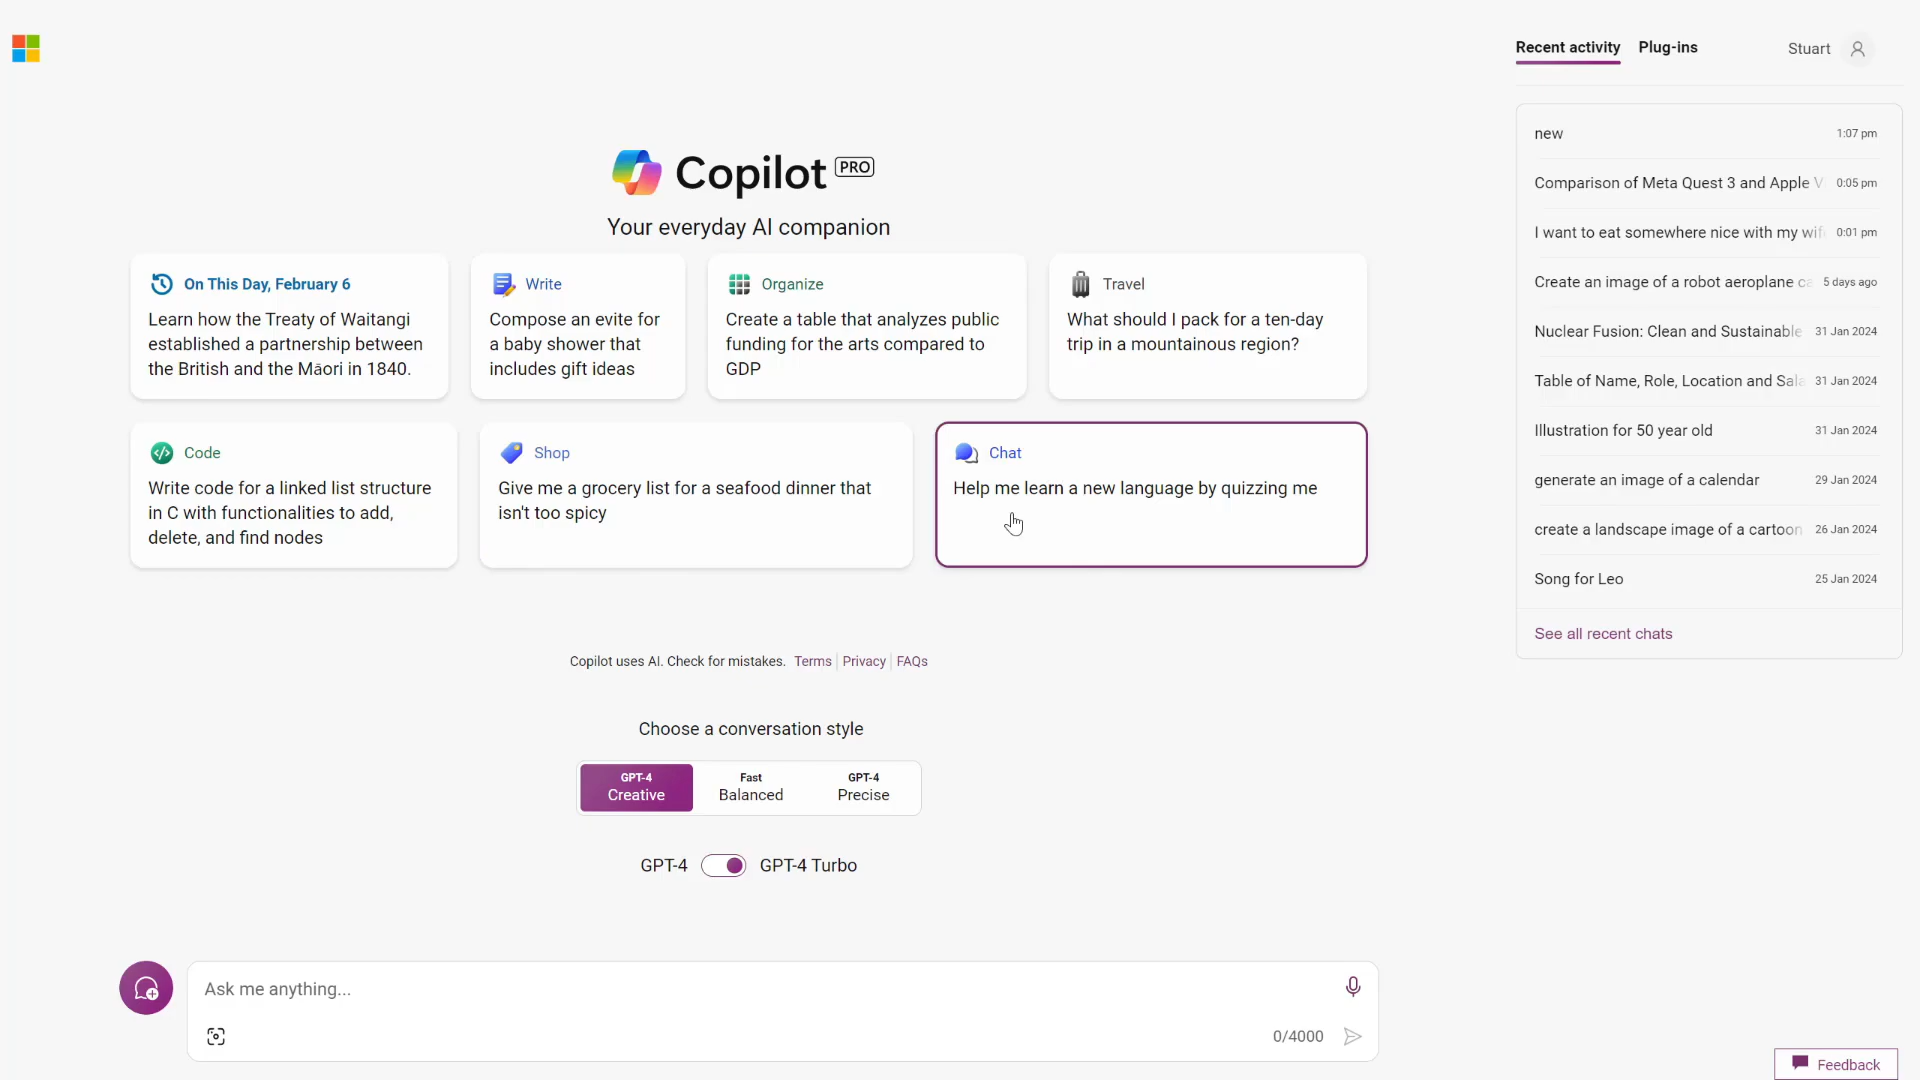 Recent activity
Plug-ins
Stuart
Copilot PRO
Your everyday AI companion
On This Day, February 6
Learn how the Treaty of Waitangi
established a partnership between
the British and the Māori in 1840.
Write
Compose an evite for
a baby shower that
includes gift ideas
Organize
Create a table that analyzes public
funding for the arts compared to
GDP
Travel
What should I pack for a ten-day
trip in a mountainous region?
Code
Write code for a linked list structure
in C with functionalities to add,
delete, and find nodes
Shop
Give me a grocery list for a seafood dinner that
isn't too spicy
Chat
Help me learn a new language by quizzing me
Copilot uses AI. Check for mistakes. Terms Privacy FAQs
Choose a conversation style
GPT-4
Creative
Fast
Balanced
GPT-4
Precise
GPT-4
GPT-4 Turbo
Ask me anything...
0/4000
new 1:07 pm
Comparison of Meta Quest 3 and Apple V 0:05 pm
I want to eat somewhere nice with my wif 0:01 pm
Create an image of a robot aeroplane ca 5 days ago
Nuclear Fusion: Clean and Sustainable 31 Jan 2024
Table of Name, Role, Location and Sala 31 Jan 2024
Illustration for 50 year old 31 Jan 2024
generate an image of a calendar 29 Jan 2024
create a landscape image of a cartoon 26 Jan 2024
Song for Leo 25 Jan 2024
See all recent chats
Feedback